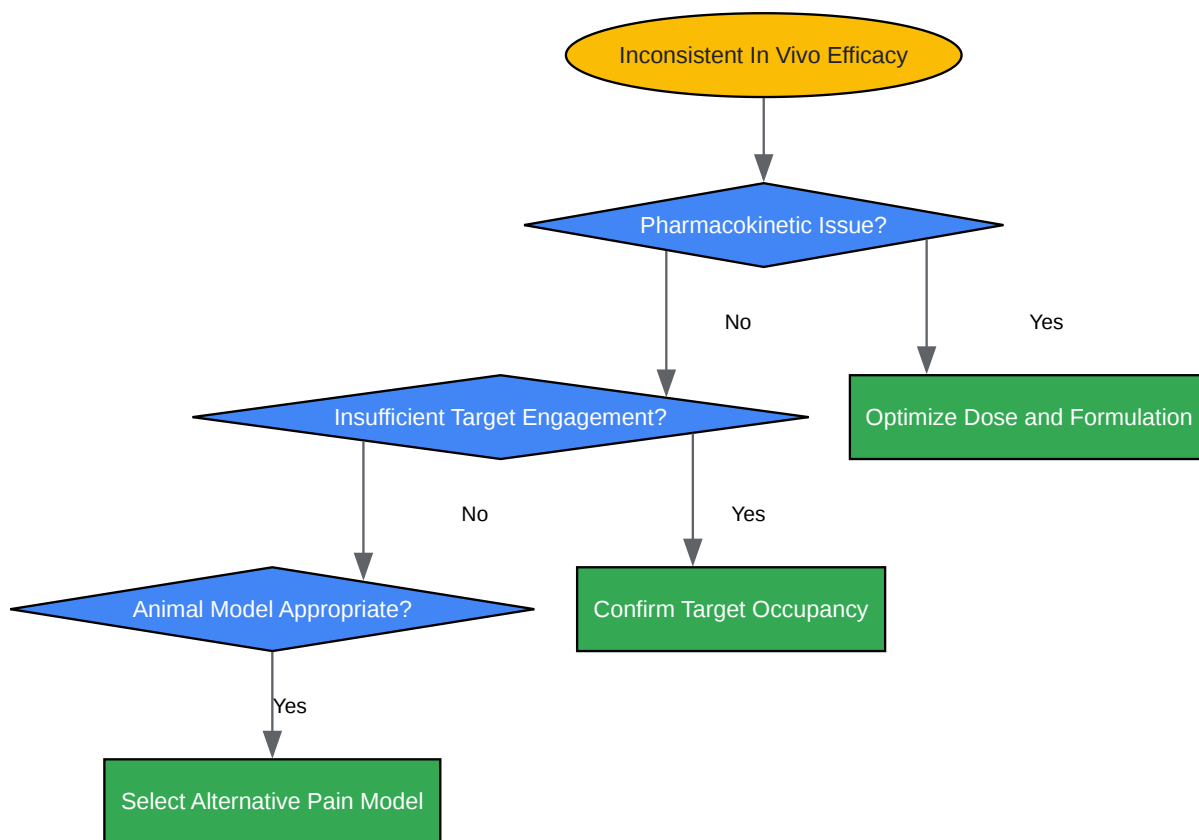 Inconsistent In Vivo Efficacy
Pharmacokinetic Issue?
No
Yes
Insufficient Target Engagement?
Optimize Dose and Formulation
No
Yes
Animal Model Appropriate?
Confirm Target Occupancy
Yes
Select Alternative Pain Model